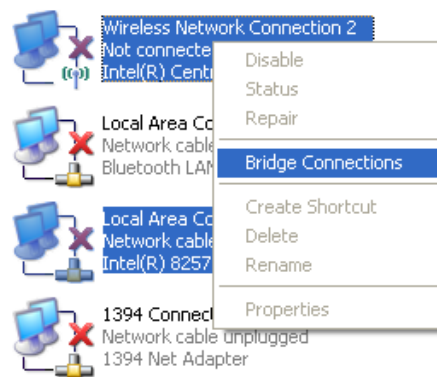 Wireless Network Connection 2
Not connecte
Intel(R) Centr
Disable
Status
Repair
Bridge Connections
Create Shortcut
Delete
Rename
Properties
Local Area Co
Network cable
Bluetooth LAN
Local Area Co
Network cable
Intel(R) 8257
1394 Connect
Network cable unplugged
1394 Net Adapter